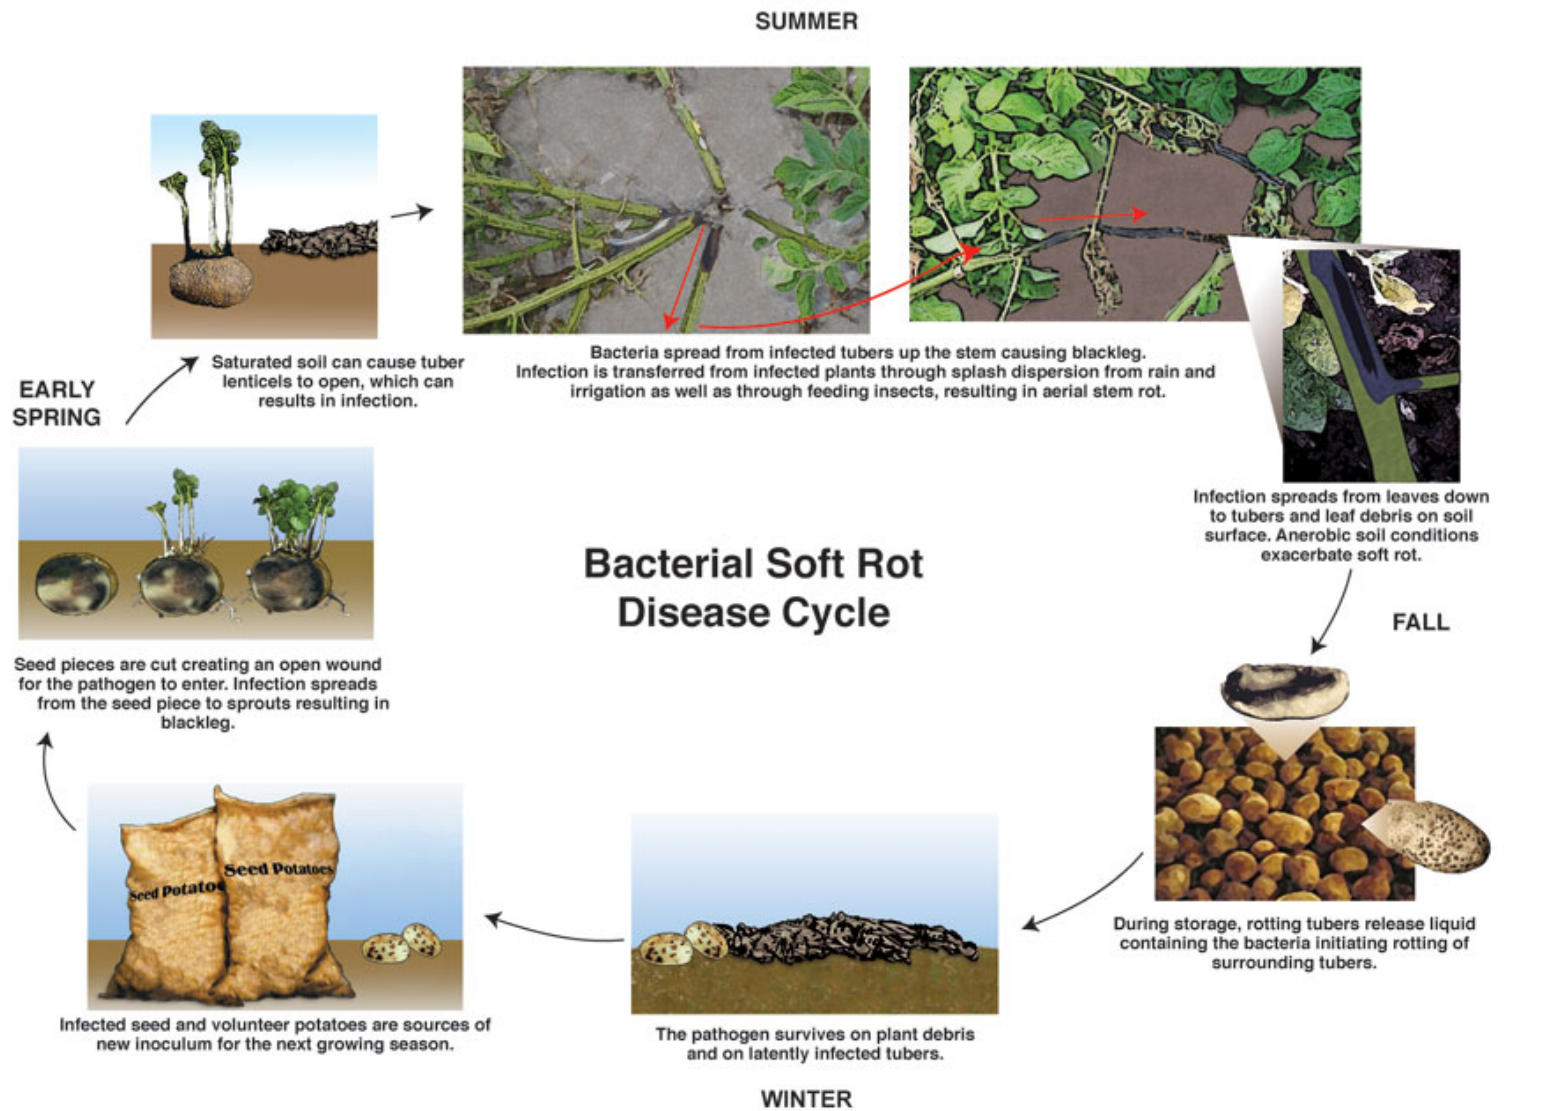 SUMMER
Saturated soil can cause tuber
lenticels to open, which can
results in infection.
Bacteria spread from infected tubers up the stem causing blackleg.
Infection is transferred from infected plants through splash dispersion from rain and
irrigation as well as through feeding insects, resulting in aerial stem rot.
EARLY
SPRING
Infection spreads from leaves down
to tubers and leaf debris on soil
surface. Anerobic soil conditions
exacerbate soft rot.
Bacterial Soft Rot
Disease Cycle
FALL
Seed pieces are cut creating an open wound
for the pathogen to enter. Infection spreads
from the seed piece to sprouts resulting in
blackleg.
Seed Potatoe
Seed Potatoes
During storage, rotting tubers release liquid
containing the bacteria initiating rotting of
surrounding tubers.
Infected seed and volunteer potatoes are sources of
new inoculum for the next growing season.
The pathogen survives on plant debris
and on latently infected tubers.
WINTER